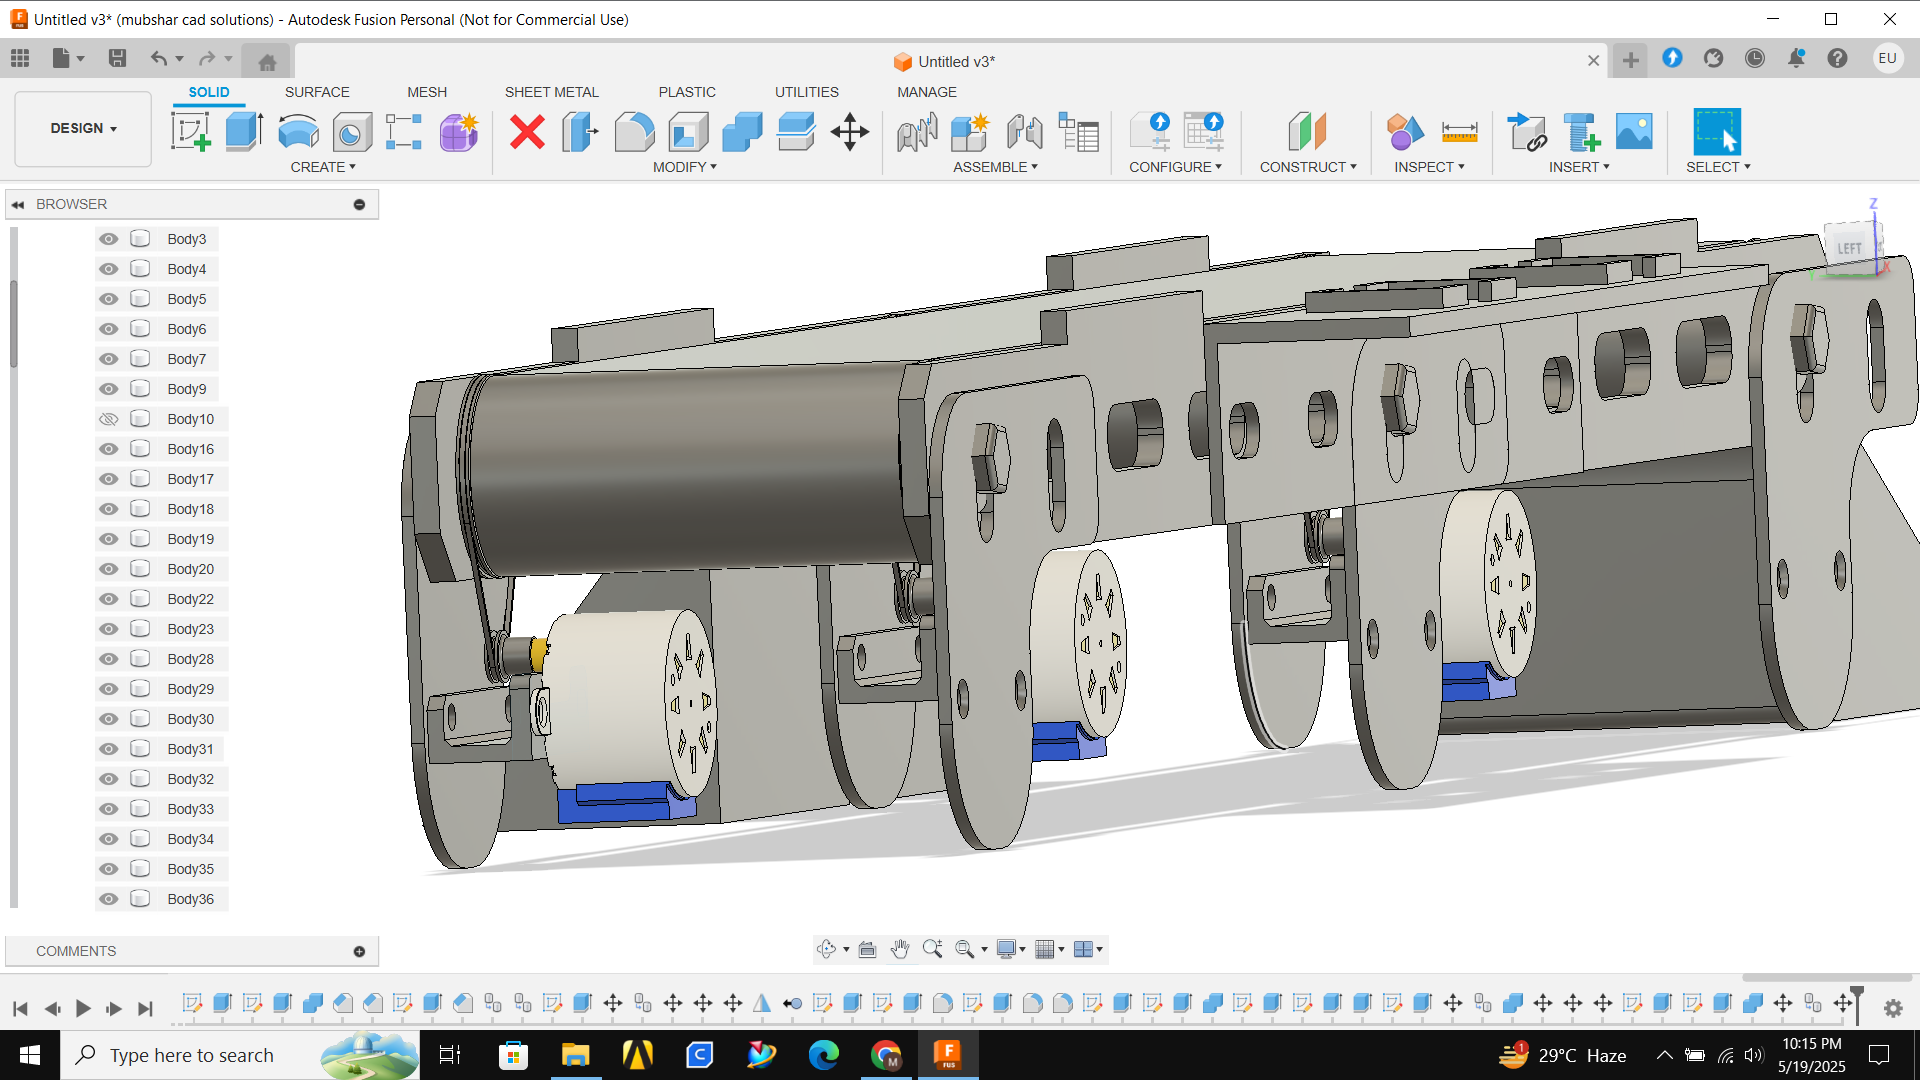 Untitled v3* (mubshar cad solutions) - Autodesk Fusion Personal (Not for Commercial Use)
Untitled v3*
EU
SOLID SURFACE MESH SHEET METAL PLASTIC UTILITIES MANAGE
DESIGN
CREATE MODIFY ASSEMBLE CONFIGURE CONSTRUCT INSPECT INSERT SELECT
BROWSER
Z
LEFT
X
Body3
Body4
Body5
Body6
Body7
Body9
Body10
Body16
Body17
Body18
Body19
Body20
Body22
Body23
Body28
Body29
Body30
Body31
Body32
Body33
Body34
Body35
Body36
COMMENTS
Type here to search
F
FUS
C
M
1
29°C Haze
10:15 PM
5/19/2025